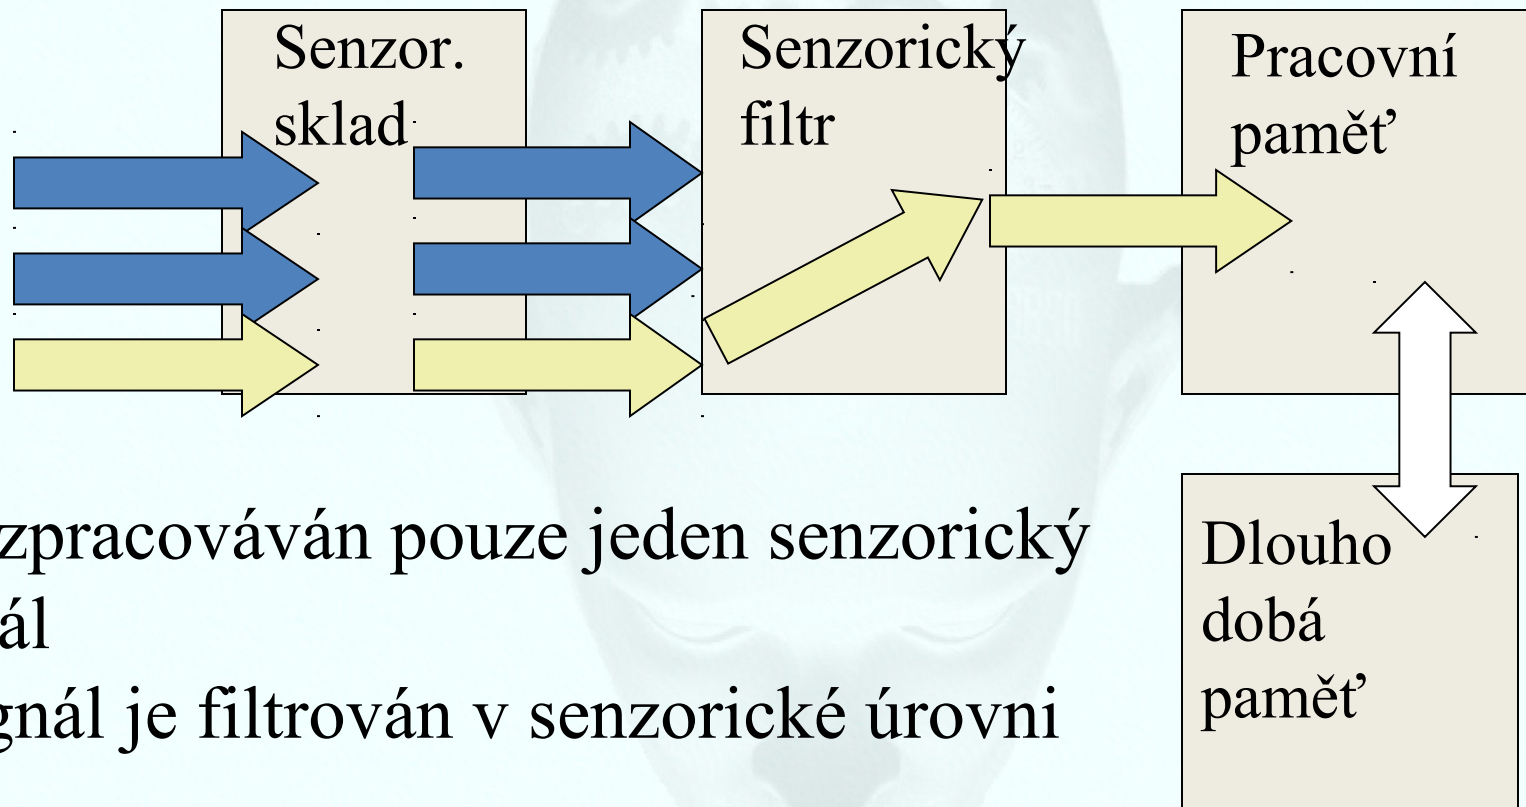 Senzor.
sklad
Senzorický
filtr
Pracovní
paměť
zpracováván pouze jeden senzorický
ál
gnál je filtrován v senzorické úrovni
Dlouho
dobá
paměť